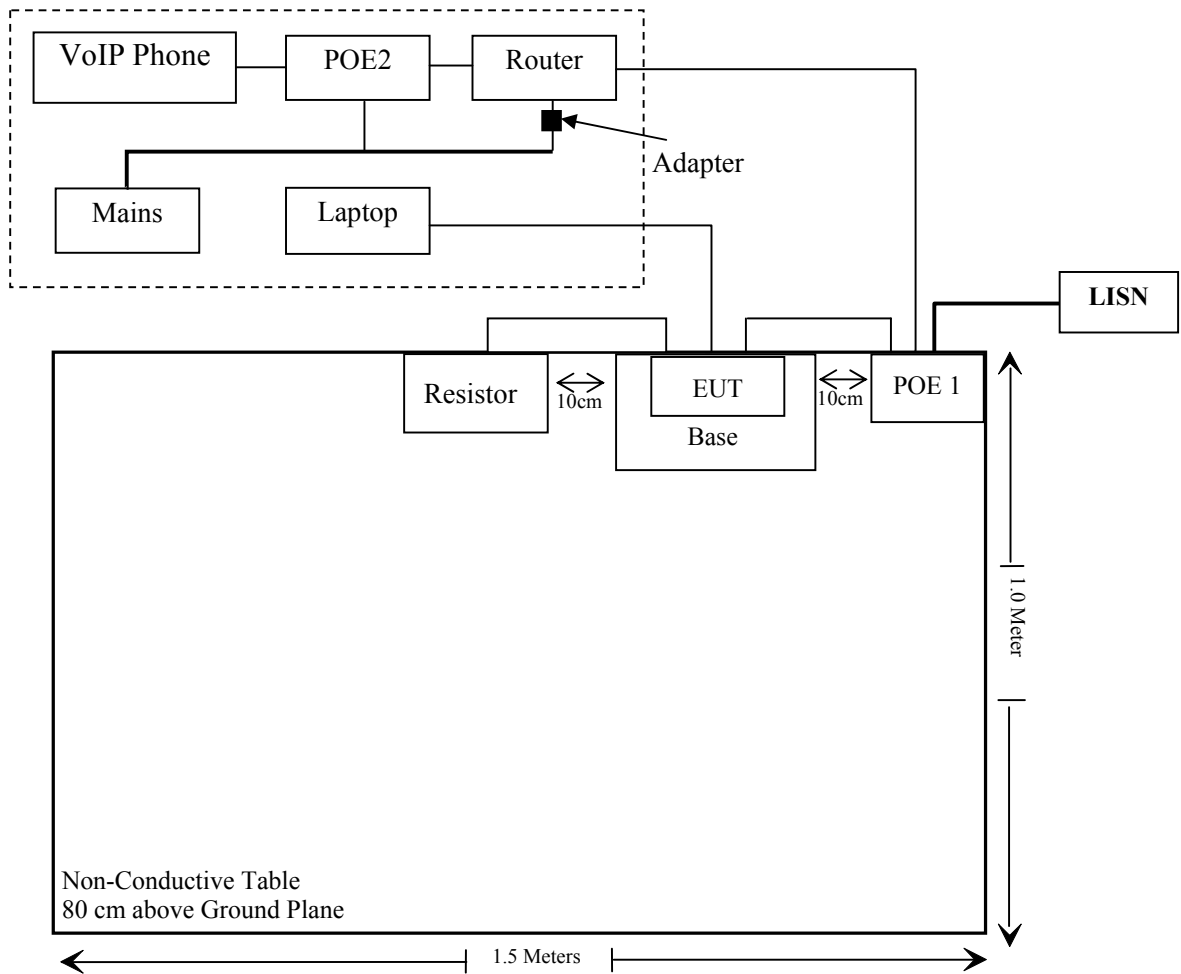 VoIP Phone
POE2
Router
Adapter
Mains
Laptop
LISN
Resistor
10cm
EUT
Base
10cm
POE 1
1.0 Meter
Non-Conductive Table
80 cm above Ground Plane
1.5 Meters